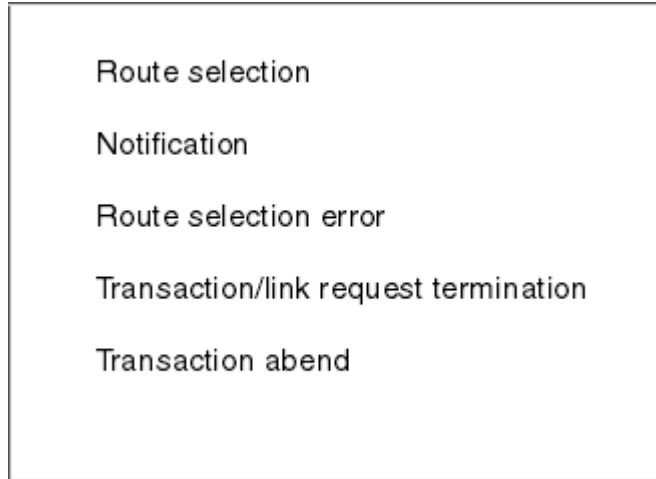 Route selection
Notification
Route selection error
Transaction/link request termination
Transaction abend